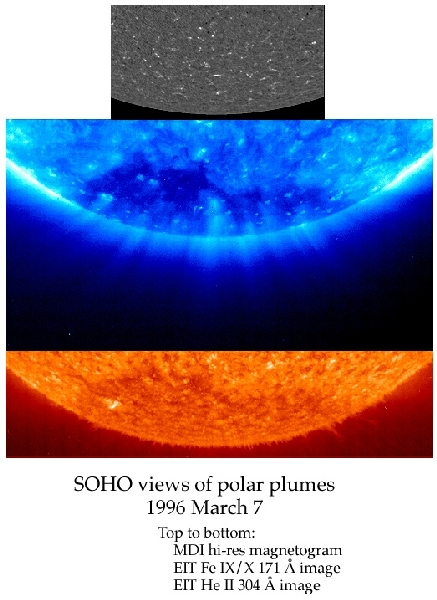 SOHO views of polar plumes
1996 March 7
Top to bottom:
MDI hi-res magnetogram
EIT Fe IX/X 171 Å image
EIT He II 304 Å image